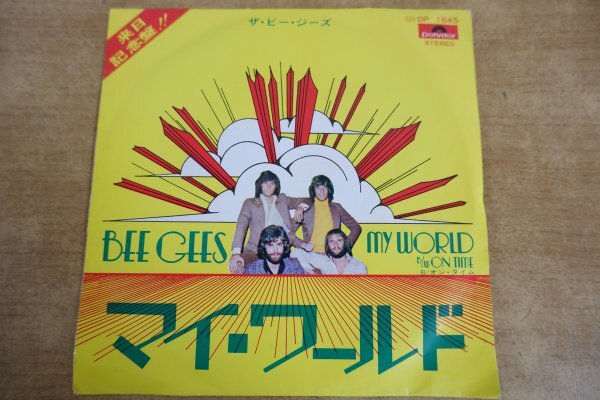 来日
記念盤!!
ザ・ビー・ジーズ
DP 1845
Polydor
STEREO
BEE GEES
MY WORLD
b/w ON TIME
B/オン・タイム
マイ・ワールド